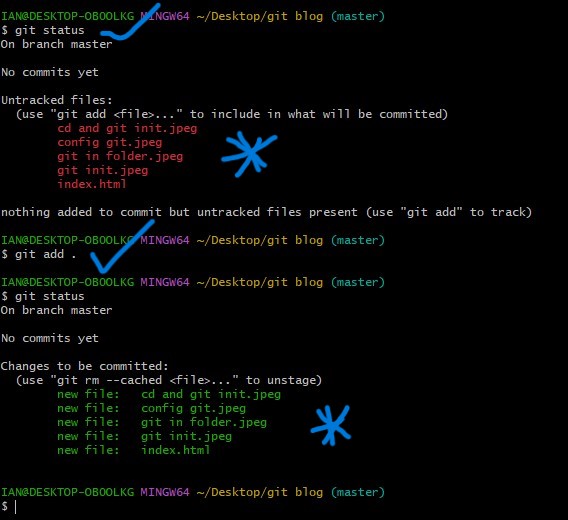 IAN@DESKTOP-OBOOLKG MINGW64 ~/Desktop/git blog (master)
$ git status
On branch master
No commits yet
Untracked files:
(use "git add <file>..." to include in what will be committed)
cd and git init.jpeg
config git.jpeg
git in folder.jpeg
git init.jpeg
index.html
nothing added to commit but untracked files present (use "git add" to track)
IAN@DESKTOP-OBOOLKG MINGW64 ~/Desktop/git blog (master)
$ git add .
IAN@DESKTOP-OBOOLKG MINGW64 ~/Desktop/git blog (master)
$ git status
On branch master
No commits yet
Changes to be committed:
(use "git rm --cached <file>..." to unstage)
new file:   cd and git init.jpeg
new file:   config git.jpeg
new file:   git in folder.jpeg
new file:   git init.jpeg
new file:   index.html
IAN@DESKTOP-OBOOLKG MINGW64 ~/Desktop/git blog (master)
$